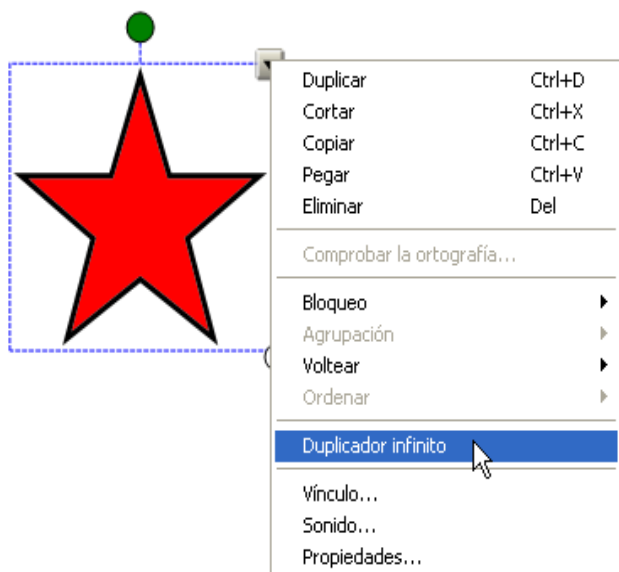 Duplicar Ctrl+D
Cortar Ctrl+X
Copiar Ctrl+C
Pegar Ctrl+V
Eliminar Del
Comprobar la ortografía...
Bloqueo
Agrupación
Voltear
Ordenar
Duplicador infinito
Vínculo...
Sonido...
Propiedades...